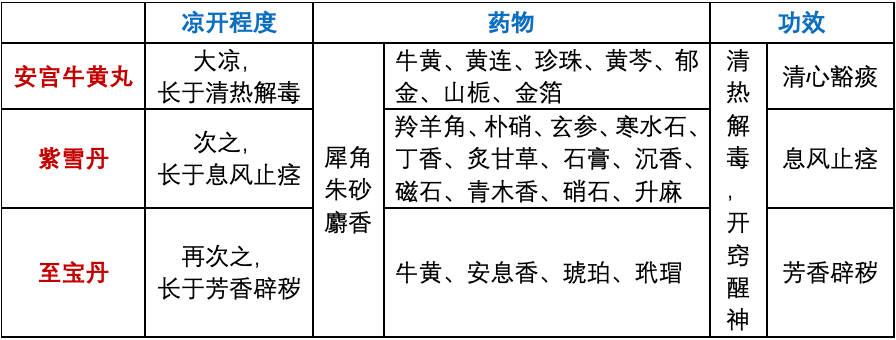 凉开程度 药物 功效
安宫牛黄丸
大凉,
长于清热解毒
犀角
朱砂
麝香
牛黄、黄连、珍珠、黄芩、郁
金、山栀、金箔
清热解毒,开窍醒神
清心豁痰
紫雪丹
次之,
长于息风止痉
羚羊角、朴硝、玄参、寒水石、
丁香、炙甘草、石膏、沉香、
磁石、青木香、硝石、升麻
息风止痉
至宝丹
再次之,
长于芳香辟秽
牛黄、安息香、琥珀、玳瑁
芳香辟秽